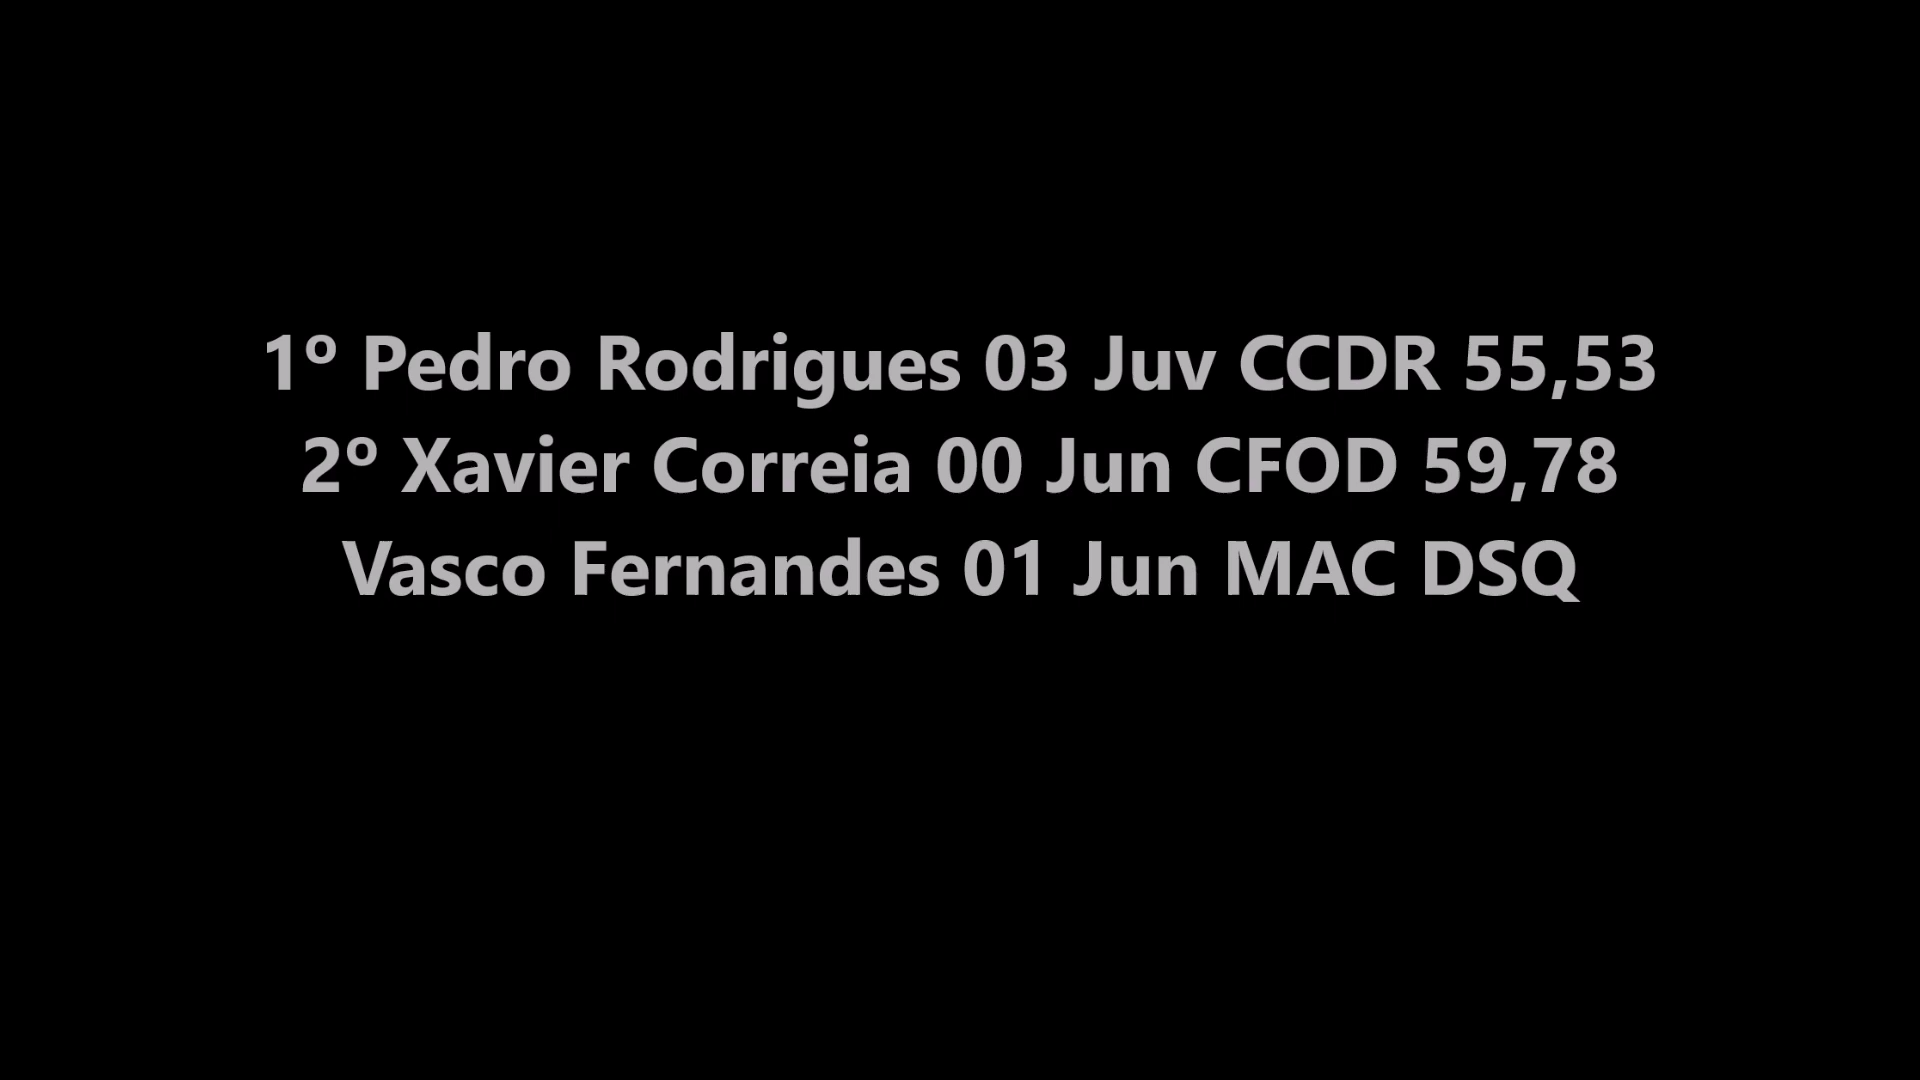 1º Pedro Rodrigues 03 Juv CCDR 55,53
2º Xavier Correia 00 Jun CFOD 59,78
Vasco Fernandes 01 Jun MAC DSQ